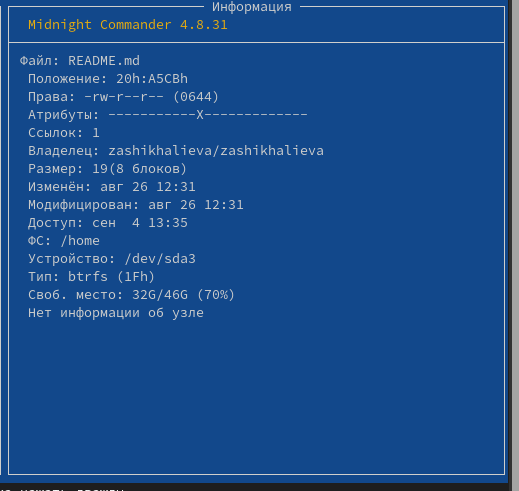 Информация
Midnight Commander 4.8.31
Файл: README.md
Положение: 20h:A5CBh
Права: -rw-r--r-- (0644)
Атрибуты: -----------X-------------
Ссылок: 1
Владелец: zashikhalieva/zashikhalieva
Размер: 19(8 блоков)
Изменён: авг 26 12:31
Модифицирован: авг 26 12:31
Доступ: сен  4 13:35
ФС: /home
Устройство: /dev/sda3
Тип: btrfs (1Fh)
Своб. место: 32G/46G (70%)
Нет информации об узле